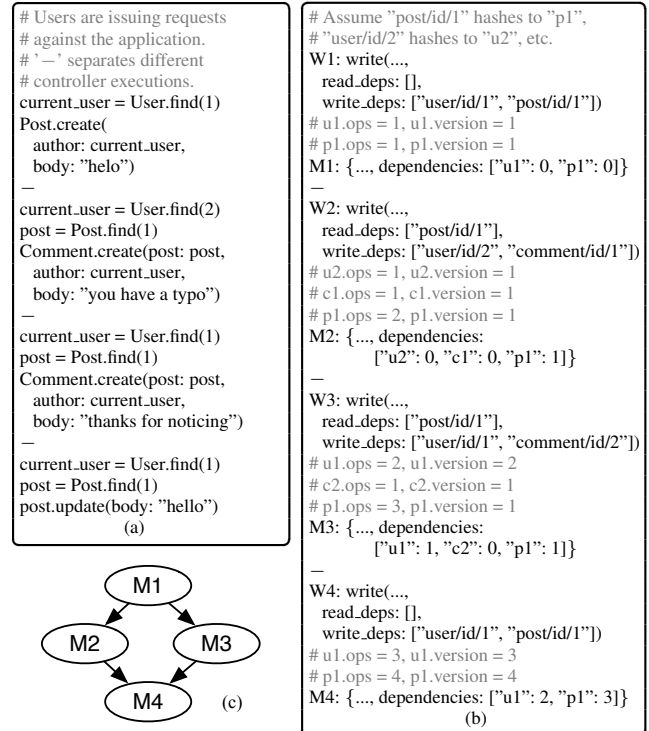 # Users are issuing requests
# against the application.
# '—' separates different
# controller executions.
current_user = User.find(1)
Post.create(
author: current_user,
body: ”helo”)
—
current_user = User.find(2)
post = Post.find(1)
Comment.create(post: post,
author: current_user,
body: ”you have a typo”)
—
current_user = User.find(1)
post = Post.find(1)
Comment.create(post: post,
author: current_user,
body: ”thanks for noticing”)
—
current_user = User.find(1)
post = Post.find(1)
post.update(body: ”hello”)
(a)
M1
M2
M3
M4
(c)
# Assume ”post/id/1” hashes to ”p1”,
# ”user/id/2” hashes to ”u2”, etc.
W1: write(...,
read_deps: [],
write_deps: [”user/id/1”, ”post/id/1”])
# u1.ops = 1, u1.version = 1
# p1.ops = 1, p1.version = 1
M1: {..., dependencies: [”u1”: 0, ”p1”: 0]}
—
W2: write(...,
read_deps: [”post/id/1”],
write_deps: [”user/id/2”, ”comment/id/1”])
# u2.ops = 1, u2.version = 1
# c1.ops = 1, c1.version = 1
# p1.ops = 2, p1.version = 1
M2: {..., dependencies:
[”u2”: 0, ”c1”: 0, ”p1”: 1]}
—
W3: write(...,
read_deps: [”post/id/1”],
write_deps: [”user/id/1”, ”comment/id/2”])
# u1.ops = 2, u1.version = 2
# c2.ops = 1, c2.version = 1
# p1.ops = 3, p1.version = 1
M3: {..., dependencies:
[”u1”: 1, ”c2”: 0, ”p1”: 1]}
—
W4: write(...,
read_deps: [],
write_deps: [”user/id/1”, ”post/id/1”])
# u1.ops = 3, u1.version = 3
# p1.ops = 4, p1.version = 4
M4: {..., dependencies: [”u1”: 2, ”p1”: 3]}
(b)